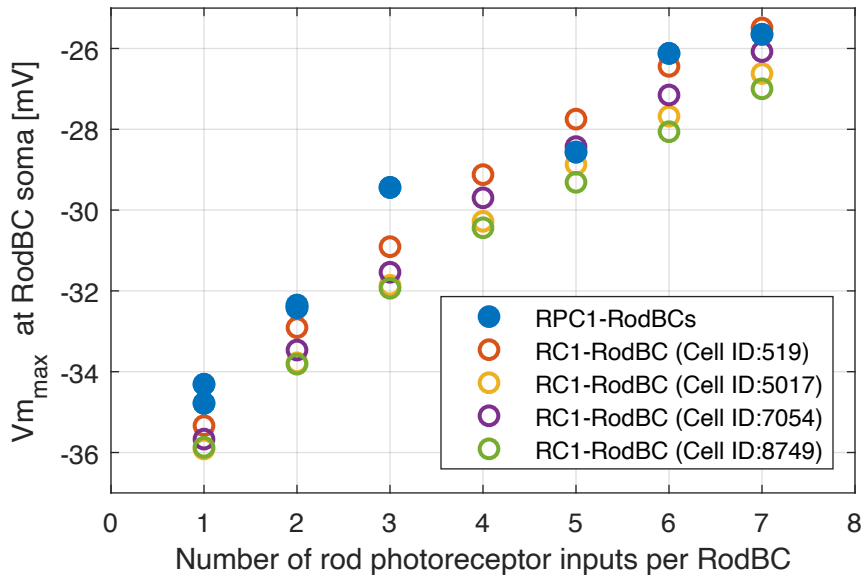 -26
-28
-30
-32
-34
-36
Vm_max at RodBC soma [mV]
RPC1-RodBCs
RC1-RodBC (Cell ID:519)
RC1-RodBC (Cell ID:5017)
RC1-RodBC (Cell ID:7054)
RC1-RodBC (Cell ID:8749)
0 1 2 3 4 5 6 7 8
Number of rod photoreceptor inputs per RodBC